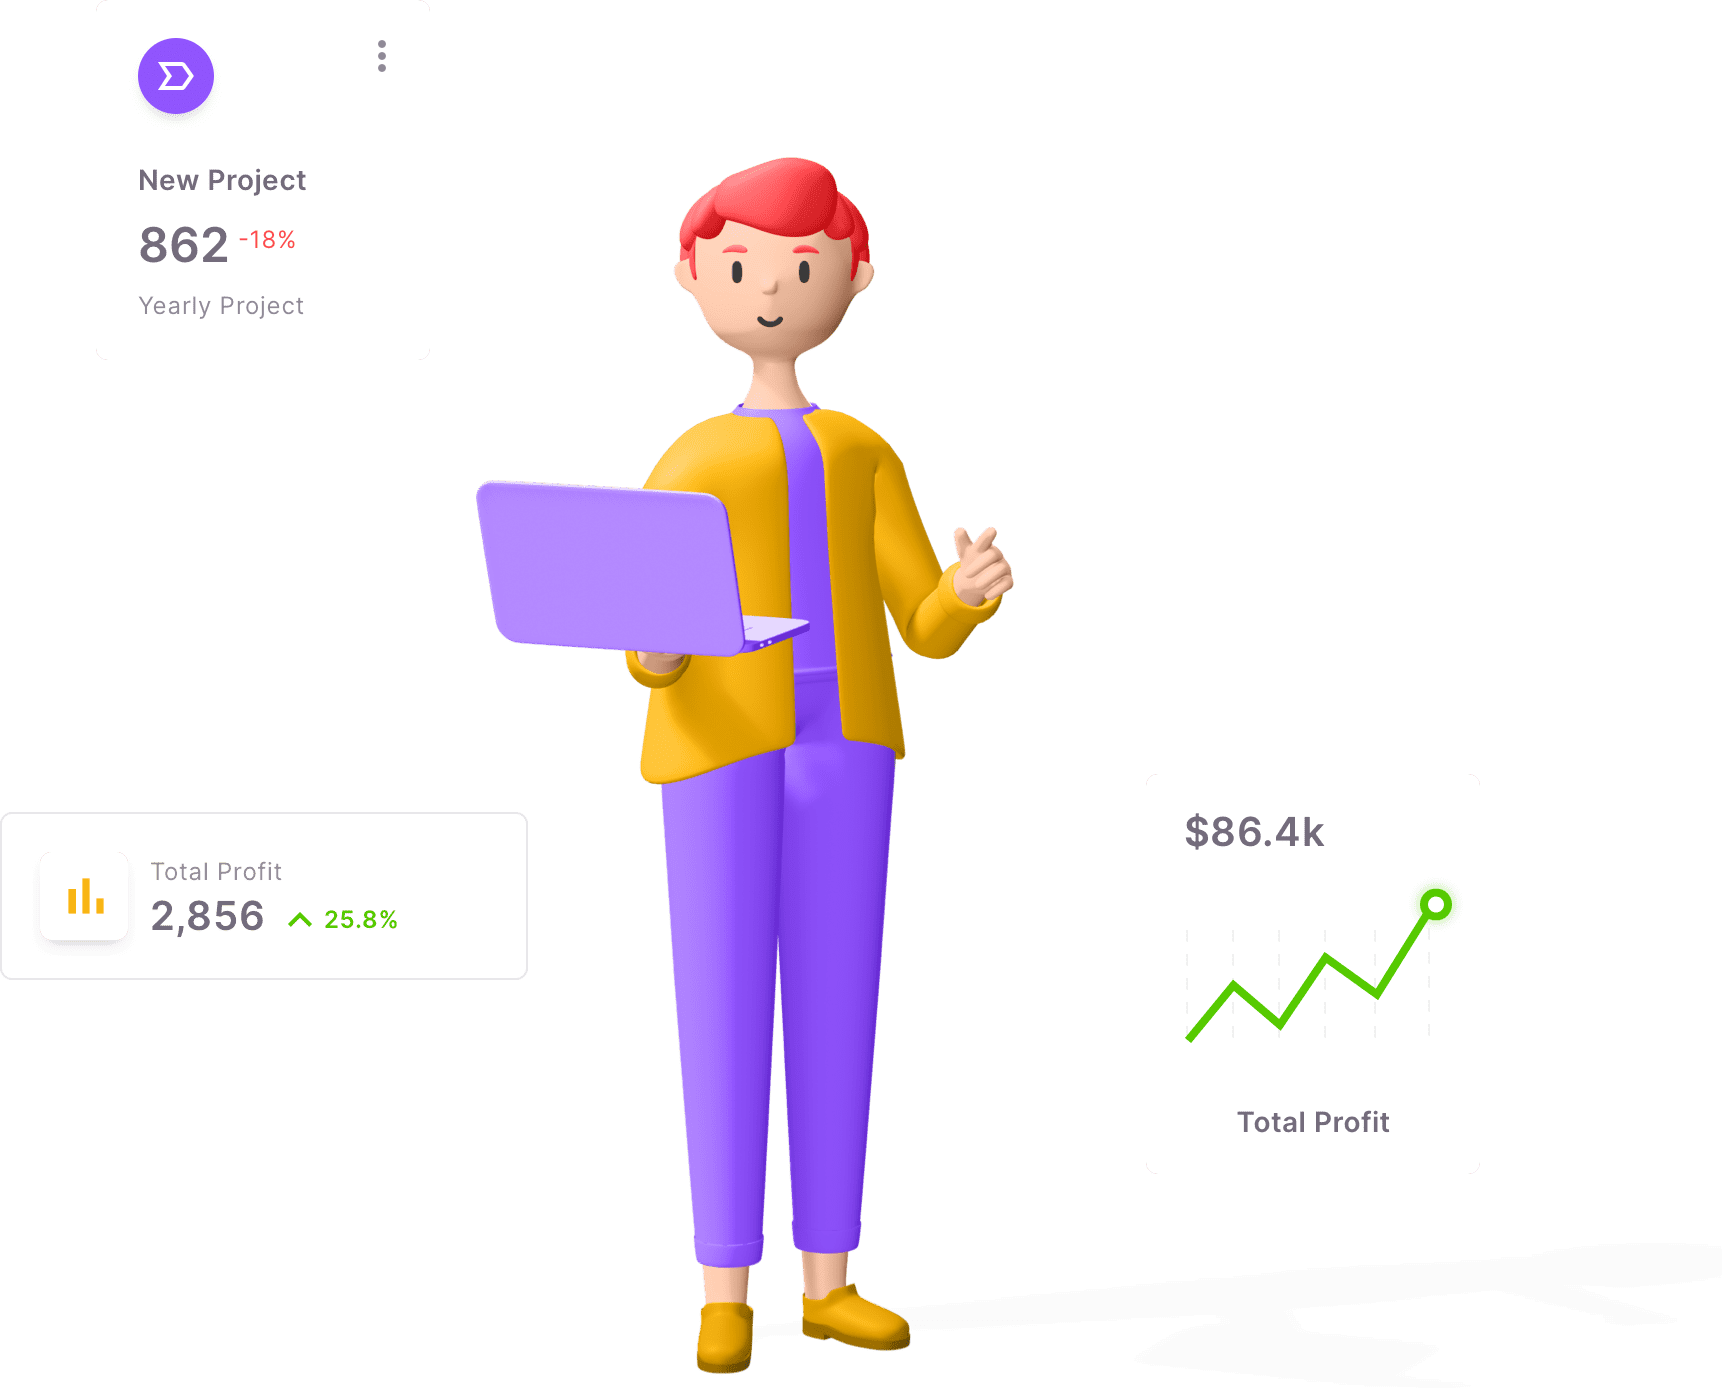 New Project
862 -18%
Yearly Project
Total Profit
2,856 25.8%
$86.4k
Total Profit